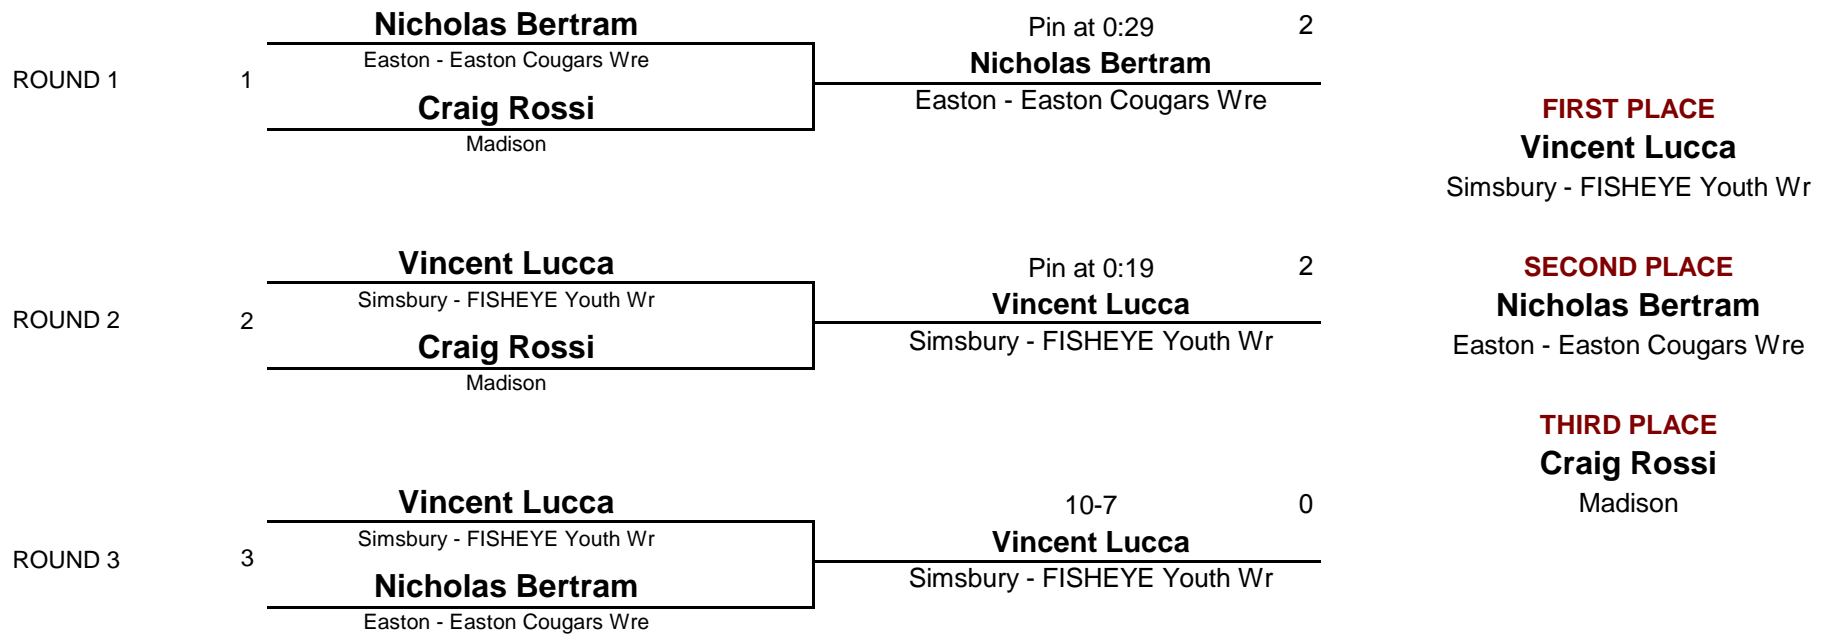 Nicholas Bertram
Easton - Easton Cougars Wre
ROUND 1
1
Craig Rossi
Madison
Pin at 0:29
2
Nicholas Bertram
Easton - Easton Cougars Wre
Vincent Lucca
Simsbury - FISHEYE Youth Wr
ROUND 2
2
Craig Rossi
Madison
Pin at 0:19
2
Vincent Lucca
Simsbury - FISHEYE Youth Wr
Vincent Lucca
Simsbury - FISHEYE Youth Wr
ROUND 3
3
Nicholas Bertram
Easton - Easton Cougars Wre
10-7
0
Vincent Lucca
Simsbury - FISHEYE Youth Wr
FIRST PLACE
Vincent Lucca
Simsbury - FISHEYE Youth Wr
SECOND PLACE
Nicholas Bertram
Easton - Easton Cougars Wre
THIRD PLACE
Craig Rossi
Madison